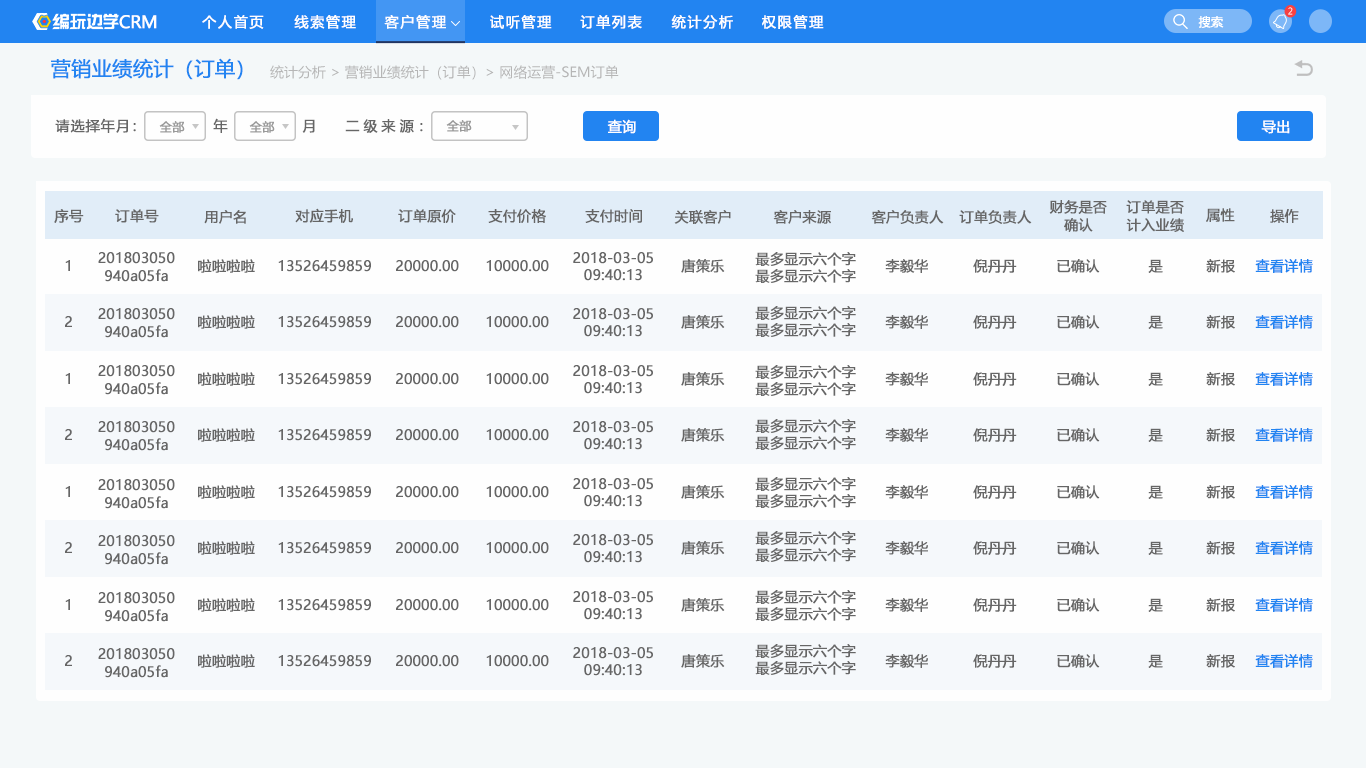 编玩边学CRM 个人首页 线索管理 客户管理 试听管理 订单列表 统计分析 权限管理 搜索 2
营销业绩统计（订单） 统计分析 > 营销业绩统计（订单）> 网络运营-SEM订单
请选择年月: 全部 年 全部 月 二级来源: 全部 查询 导出
序号 订单号 用户名 对应手机 订单原价 支付价格 支付时间 关联客户 客户来源 客户负责人 订单负责人 财务是否 订单是否 属性 操作
确认 计入业绩
1 201803050 啦啦啦啦 13526459859 20000.00 10000.00 2018-03-05 唐策乐 最多显示六个字 李毅华 倪丹丹 已确认 是 新报 查看详情
940a05fa 09:40:13 最多显示六个字
2 201803050 啦啦啦啦 13526459859 20000.00 10000.00 2018-03-05 唐策乐 最多显示六个字 李毅华 倪丹丹 已确认 是 新报 查看详情
940a05fa 09:40:13 最多显示六个字
1 201803050 啦啦啦啦 13526459859 20000.00 10000.00 2018-03-05 唐策乐 最多显示六个字 李毅华 倪丹丹 已确认 是 新报 查看详情
940a05fa 09:40:13 最多显示六个字
2 201803050 啦啦啦啦 13526459859 20000.00 10000.00 2018-03-05 唐策乐 最多显示六个字 李毅华 倪丹丹 已确认 是 新报 查看详情
940a05fa 09:40:13 最多显示六个字
1 201803050 啦啦啦啦 13526459859 20000.00 10000.00 2018-03-05 唐策乐 最多显示六个字 李毅华 倪丹丹 已确认 是 新报 查看详情
940a05fa 09:40:13 最多显示六个字
2 201803050 啦啦啦啦 13526459859 20000.00 10000.00 2018-03-05 唐策乐 最多显示六个字 李毅华 倪丹丹 已确认 是 新报 查看详情
940a05fa 09:40:13 最多显示六个字
1 201803050 啦啦啦啦 13526459859 20000.00 10000.00 2018-03-05 唐策乐 最多显示六个字 李毅华 倪丹丹 已确认 是 新报 查看详情
940a05fa 09:40:13 最多显示六个字
2 201803050 啦啦啦啦 13526459859 20000.00 10000.00 2018-03-05 唐策乐 最多显示六个字 李毅华 倪丹丹 已确认 是 新报 查看详情
940a05fa 09:40:13 最多显示六个字